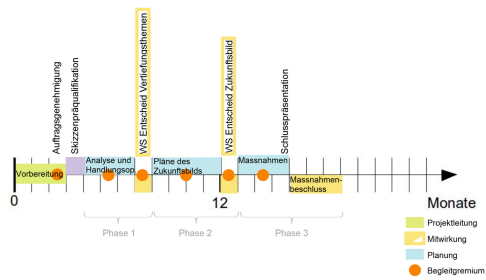 Auftragsgenehmigung
Skizzenpräqualifikation
WS Entscheid Vertiefungsthemen
WS Entscheid Zukunftsbild
Schlusspräsentation
Vorbereitung
Analyse und
Handlungsop.
Pläne des
Zukunftsbilds
Massnahmen
Massnahmen-
beschluss
0
12
Monate
Phase 1
Phase 2
Phase 3
Projektleitung
Mitwirkung
Planung
Begleitgremium